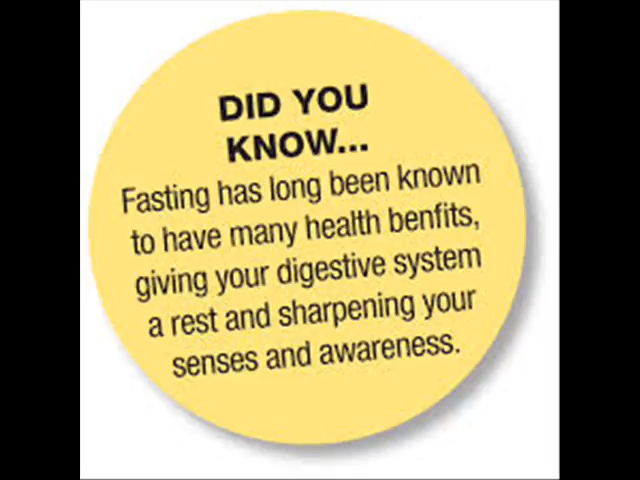 DID YOU
KNOW...
Fasting has long been known
to have many health benfits,
giving your digestive system
a rest and sharpening your
senses and awareness.